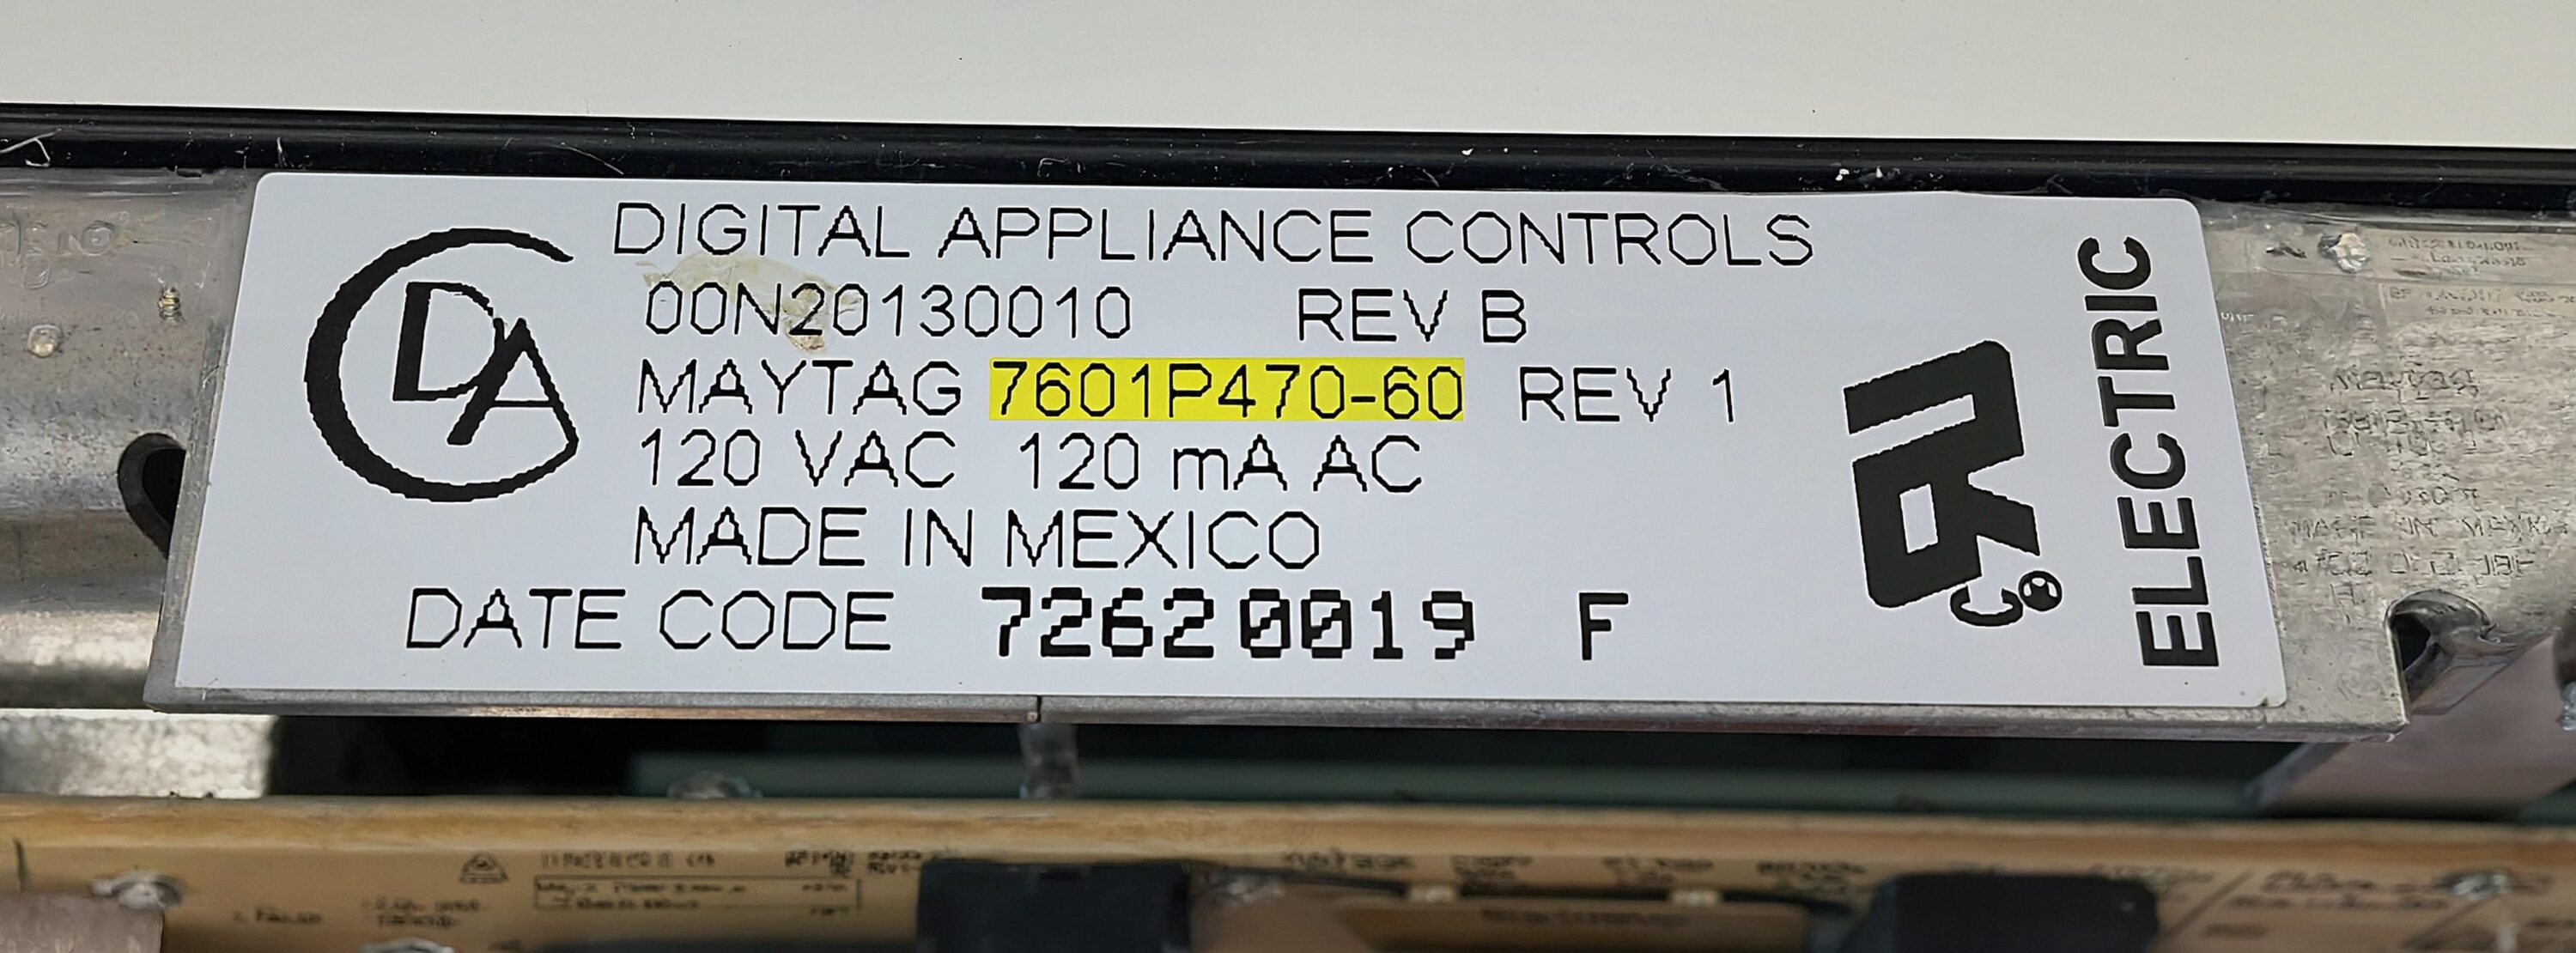 DIGITAL APPLIANCE CONTROLS
00N20130010 REV B
MAYTAG 7601P470-60 REV 1
120 VAC 120 mA AC
MADE IN MEXICO
DATE CODE 72620019 F
ELECTRIC